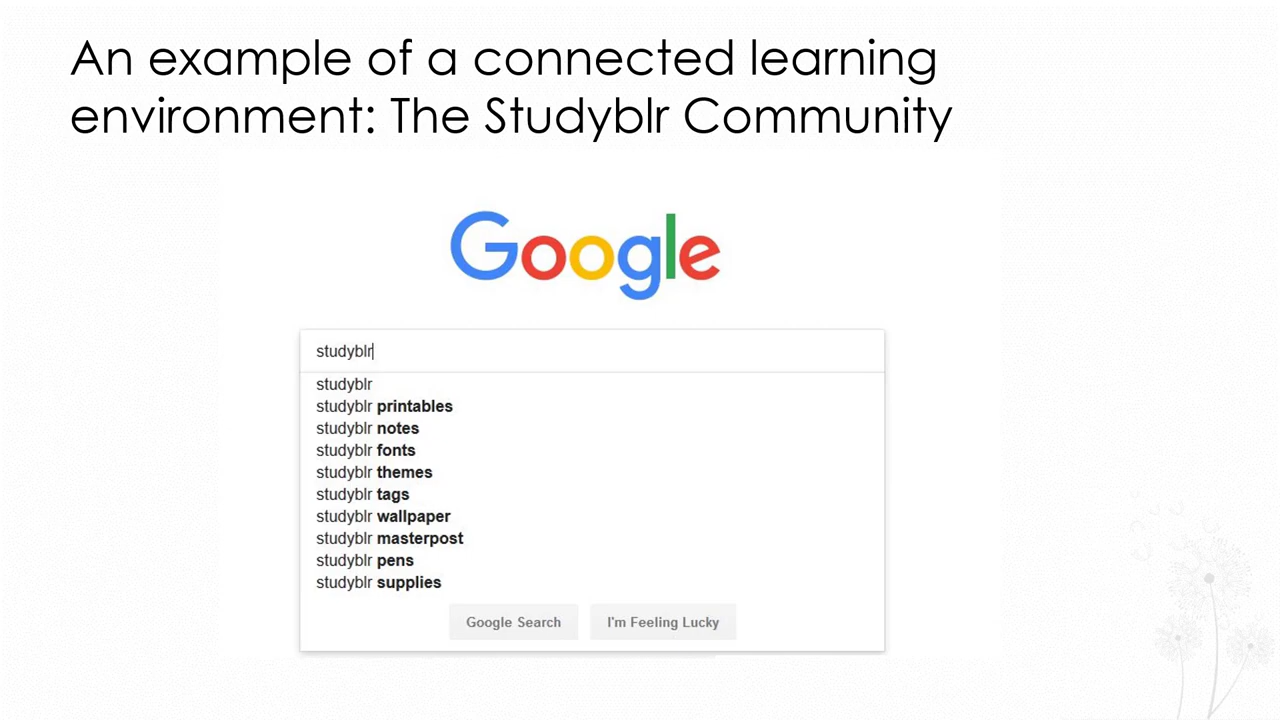 An example of a connected learning
environment: The Studyblr Community
Google
studyblr
studyblr
studyblr printables
studyblr notes
studyblr fonts
studyblr themes
studyblr tags
studyblr wallpaper
studyblr masterpost
studyblr pens
studyblr supplies
Google Search
I'm Feeling Lucky